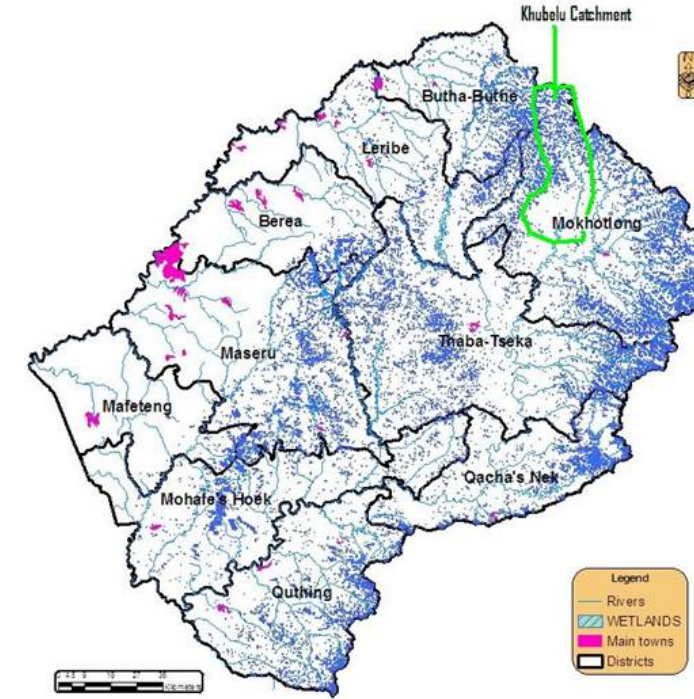 Khubelu Catchment
N
Butha-Buthe
Leribe
Mokhotlong
Berea
Thaba-Tseka
Maseru
Mafeteng
Qacha's Nek
Mohale's Hoek
Quthing
Legend
Rivers
WETLANDS
Main towns
Districts
Kilometers